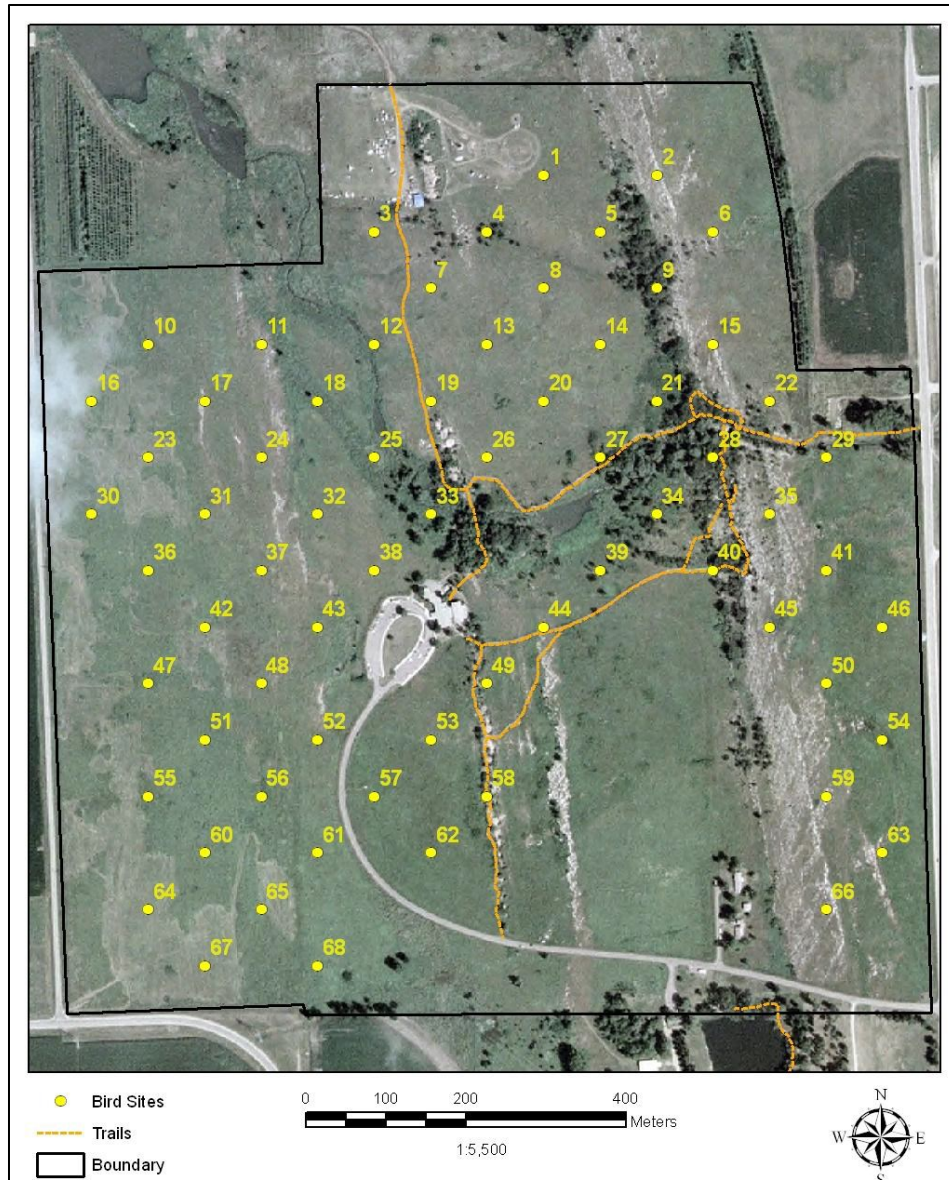 1 2
3 4 5 6
7 8 9
10 11 12 13 14 15
16 17 18 19 20 21 22
23 24 25 26 27 28 29
30 31 32 33 34 35
36 37 38 39 40 41
42 43 44 45 46
47 48 49 50
51 52 53 54
55 56 57 58 59
60 61 62 63
64 65 66
67 68
Bird Sites
Trails
Boundary
0 100 200 400
Meters
1:5,500
N
W E
S